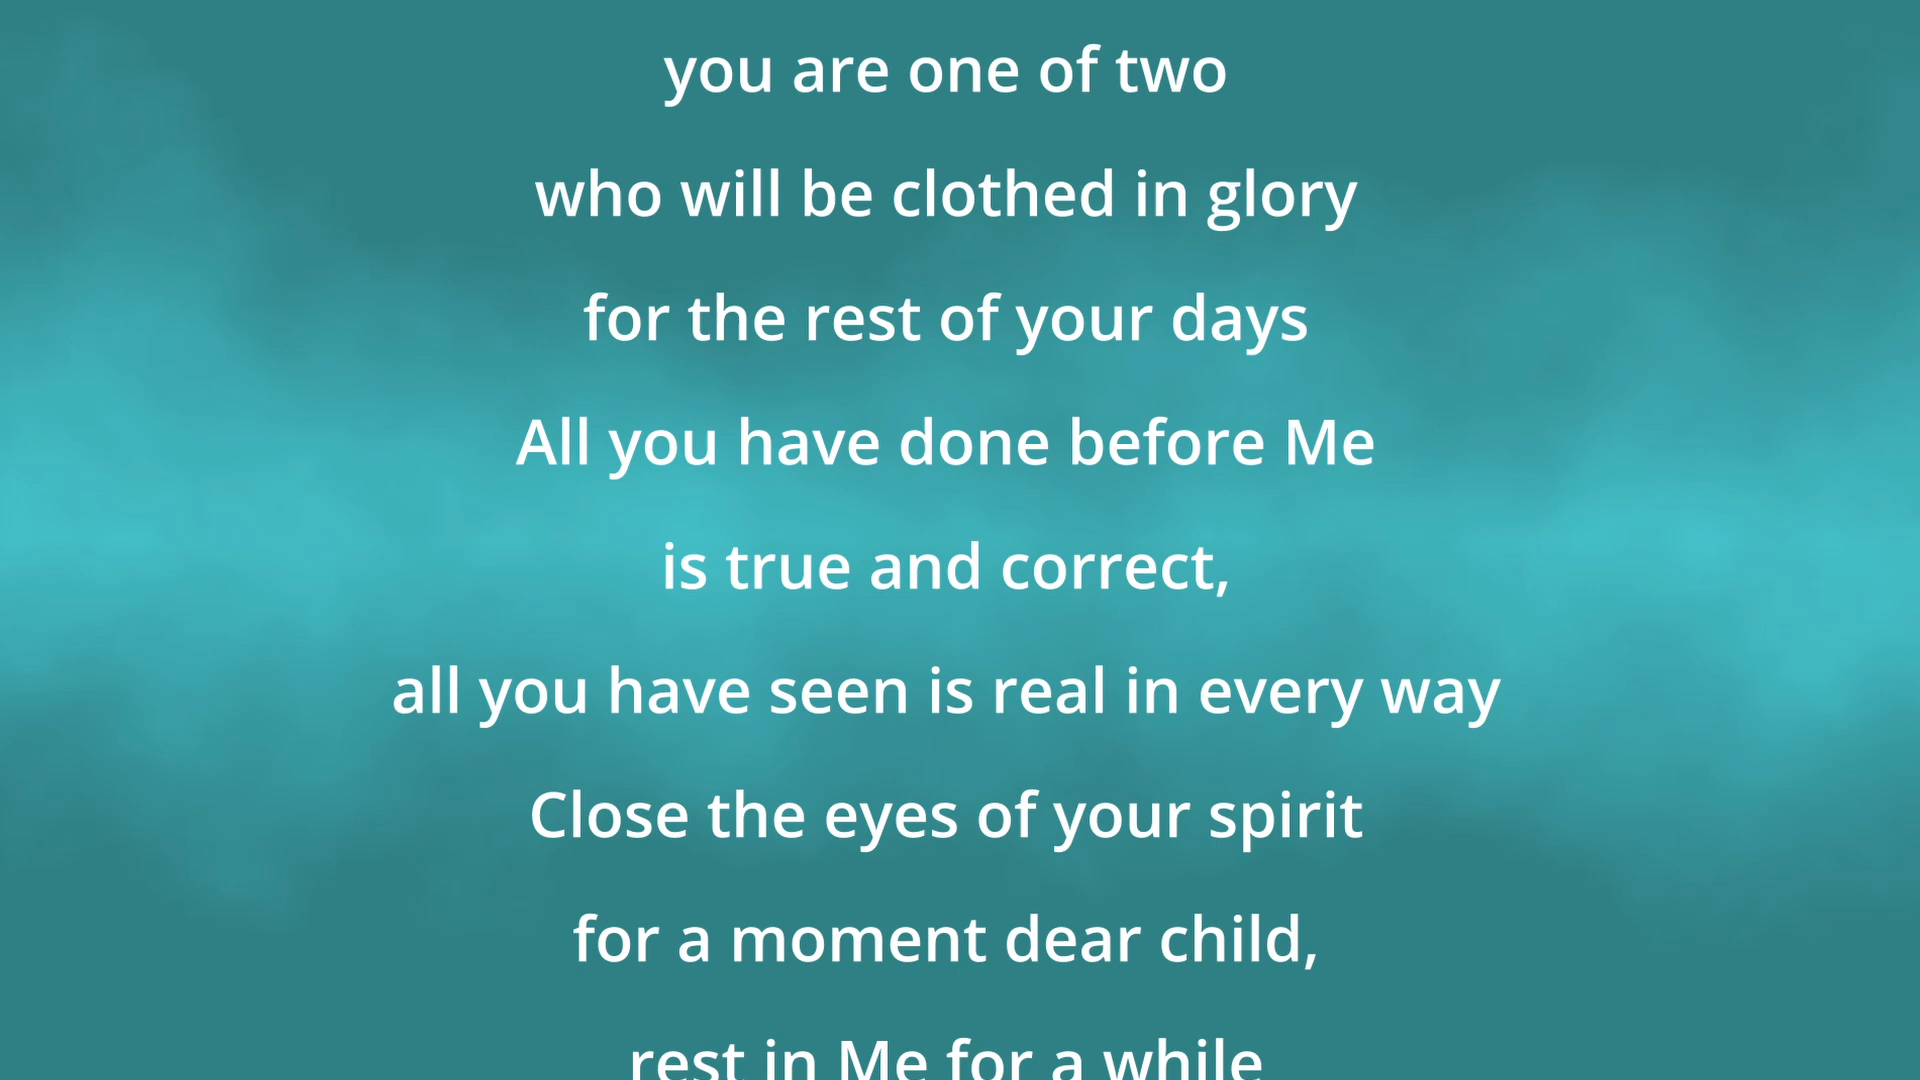 you are one of two
who will be clothed in glory
for the rest of your days
All you have done before Me
is true and correct,
all you have seen is real in every way
Close the eyes of your spirit
for a moment dear child,
rest in Me for a while